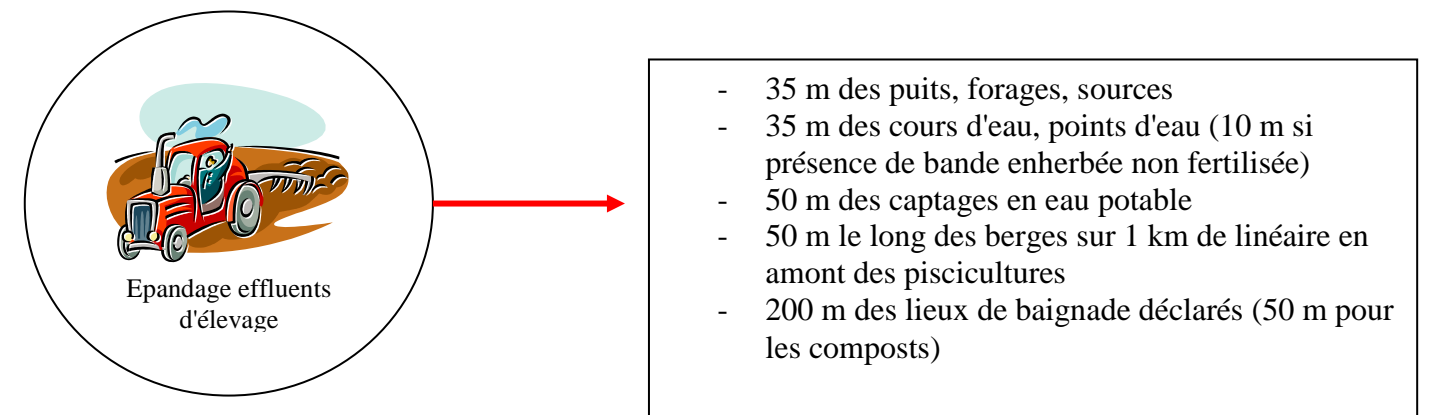 Epandage effluents
d'élevage
- 35 m des puits, forages, sources
- 35 m des cours d'eau, points d'eau (10 m si
présence de bande enherbée non fertilisée)
- 50 m des captages en eau potable
- 50 m le long des berges sur 1 km de linéaire en
amont des piscicultures
- 200 m des lieux de baignade déclarés (50 m pour
les composts)